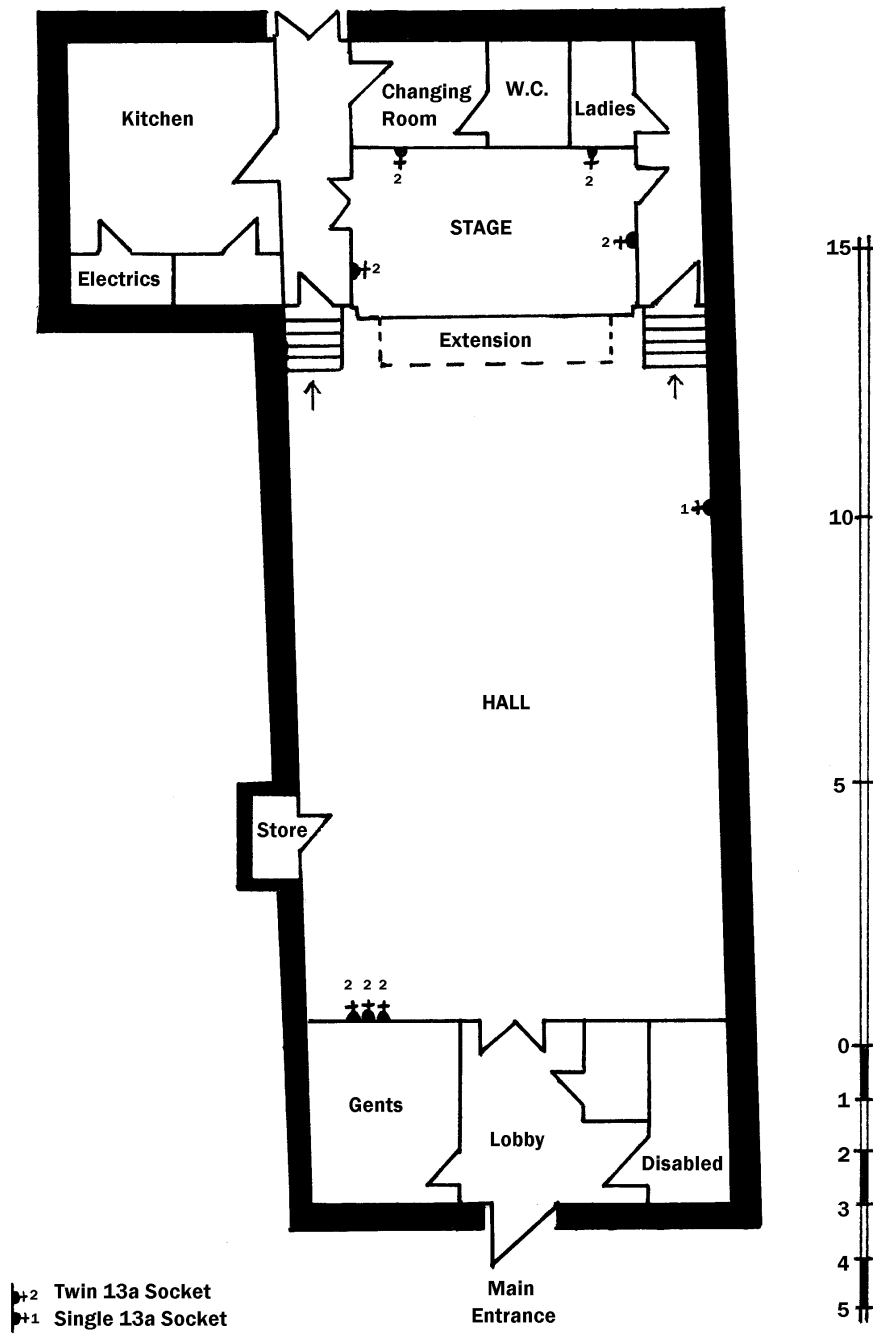 Kitchen
Changing
Room
W.C.
Ladies
2
2
STAGE
2
2
Electrics
15
Extension
1
10
HALL
5
Store
2 2 2
0
Gents
1
Lobby
2
Disabled
3
4
Main
Entrance
5
2 Twin 13a Socket
1 Single 13a Socket